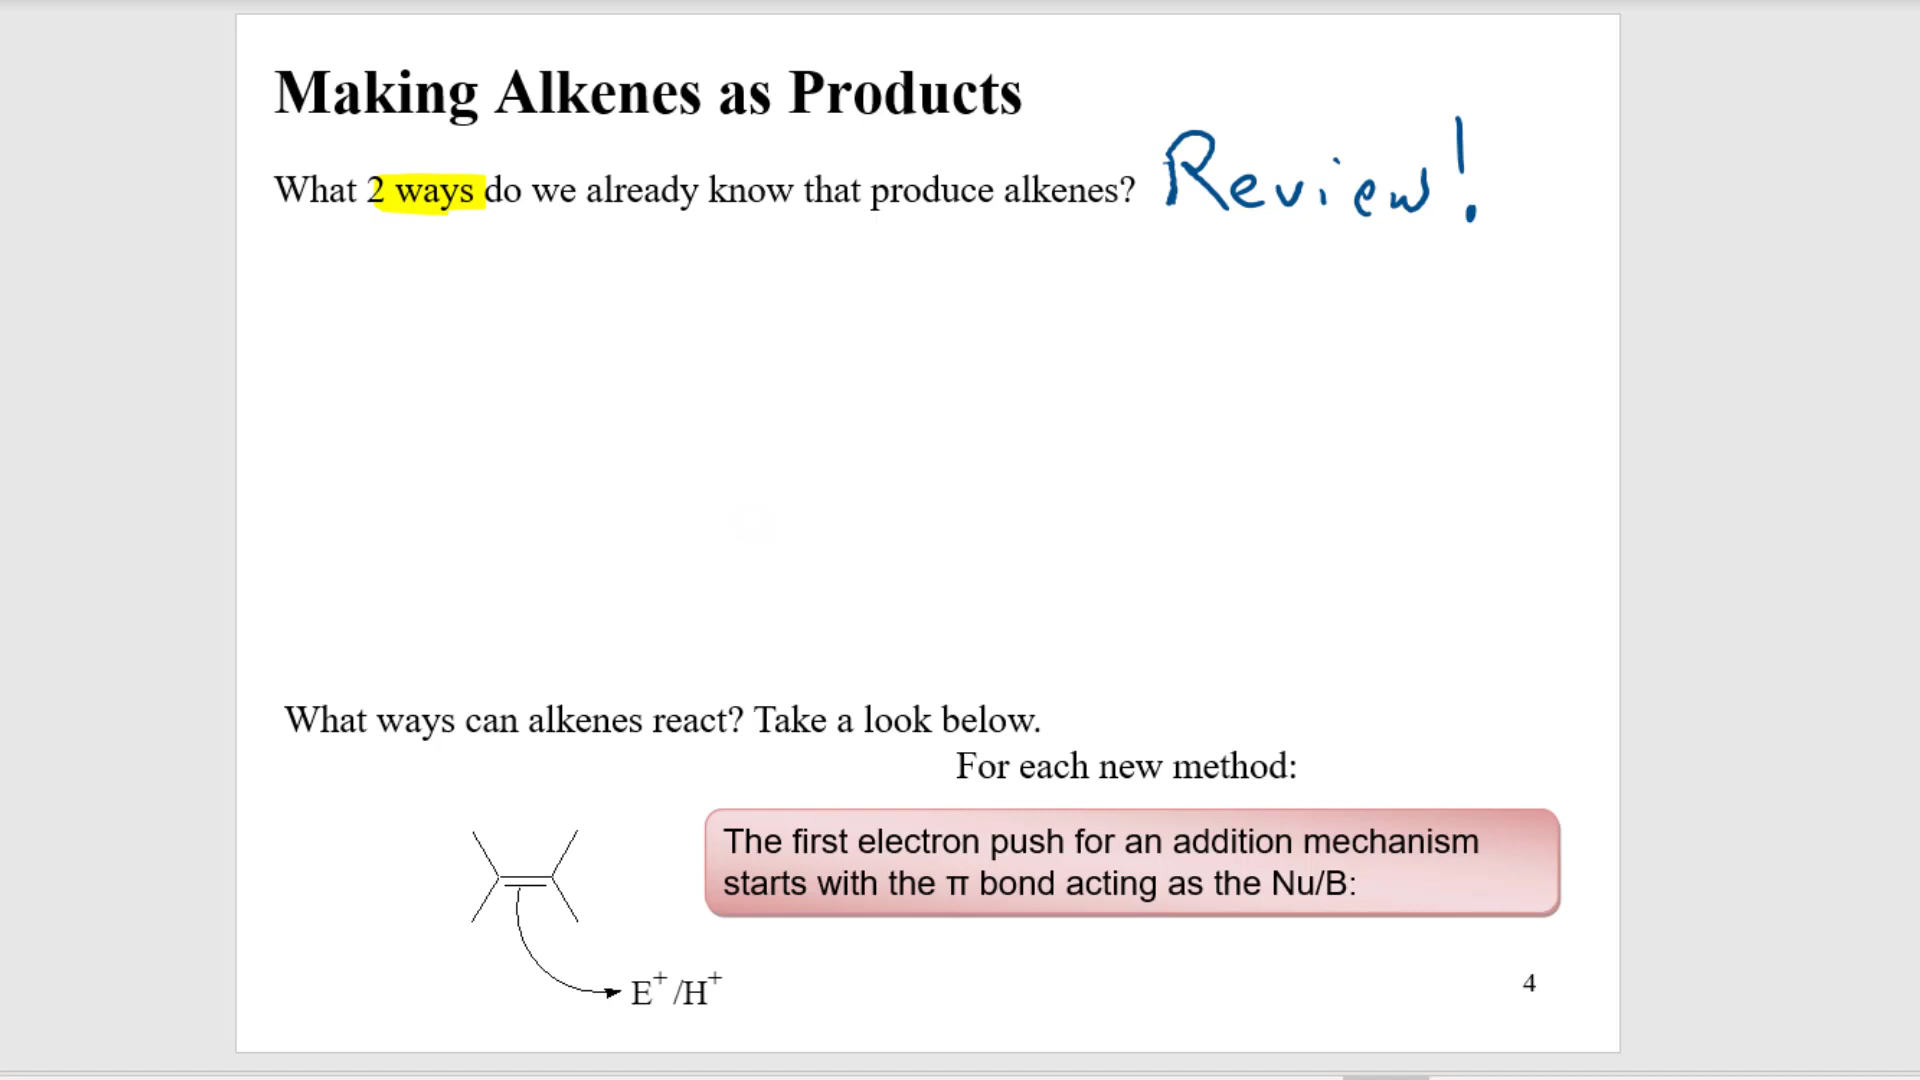 Making Alkenes as Products
What 2 ways do we already know that produce alkenes? Review!
What ways can alkenes react? Take a look below.
For each new method:
The first electron push for an addition mechanism
starts with the π bond acting as the Nu/B:
E⁺/H⁺
4